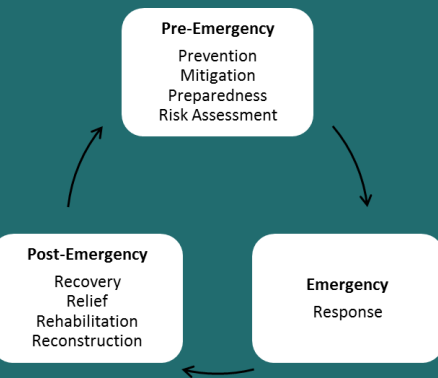 Pre-Emergency
Prevention
Mitigation
Preparedness
Risk Assessment
Post-Emergency
Recovery
Relief
Rehabilitation
Reconstruction
Emergency
Response